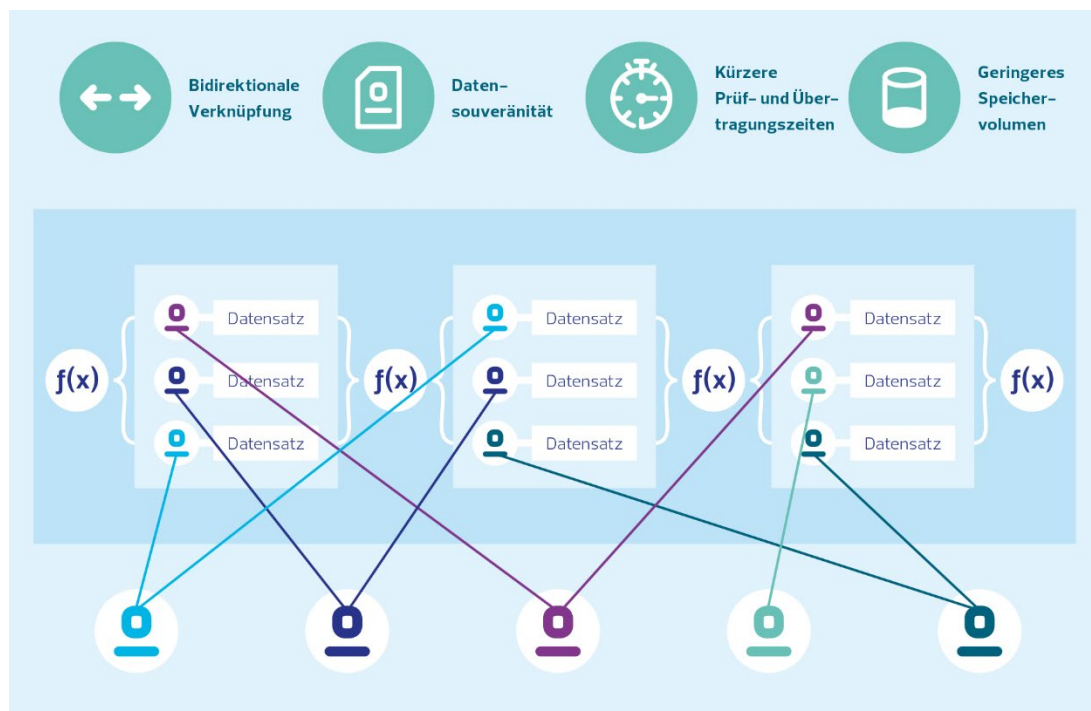 Bidirektionale
Verknüpfung
Daten-
souveränität
Kürzere
Prüf- und Über-
tragungszeiten
Geringeres
Speicher-
volumen
ƒ(x)
Datensatz
Datensatz
Datensatz
ƒ(x)
Datensatz
Datensatz
Datensatz
ƒ(x)
Datensatz
Datensatz
Datensatz
ƒ(x)